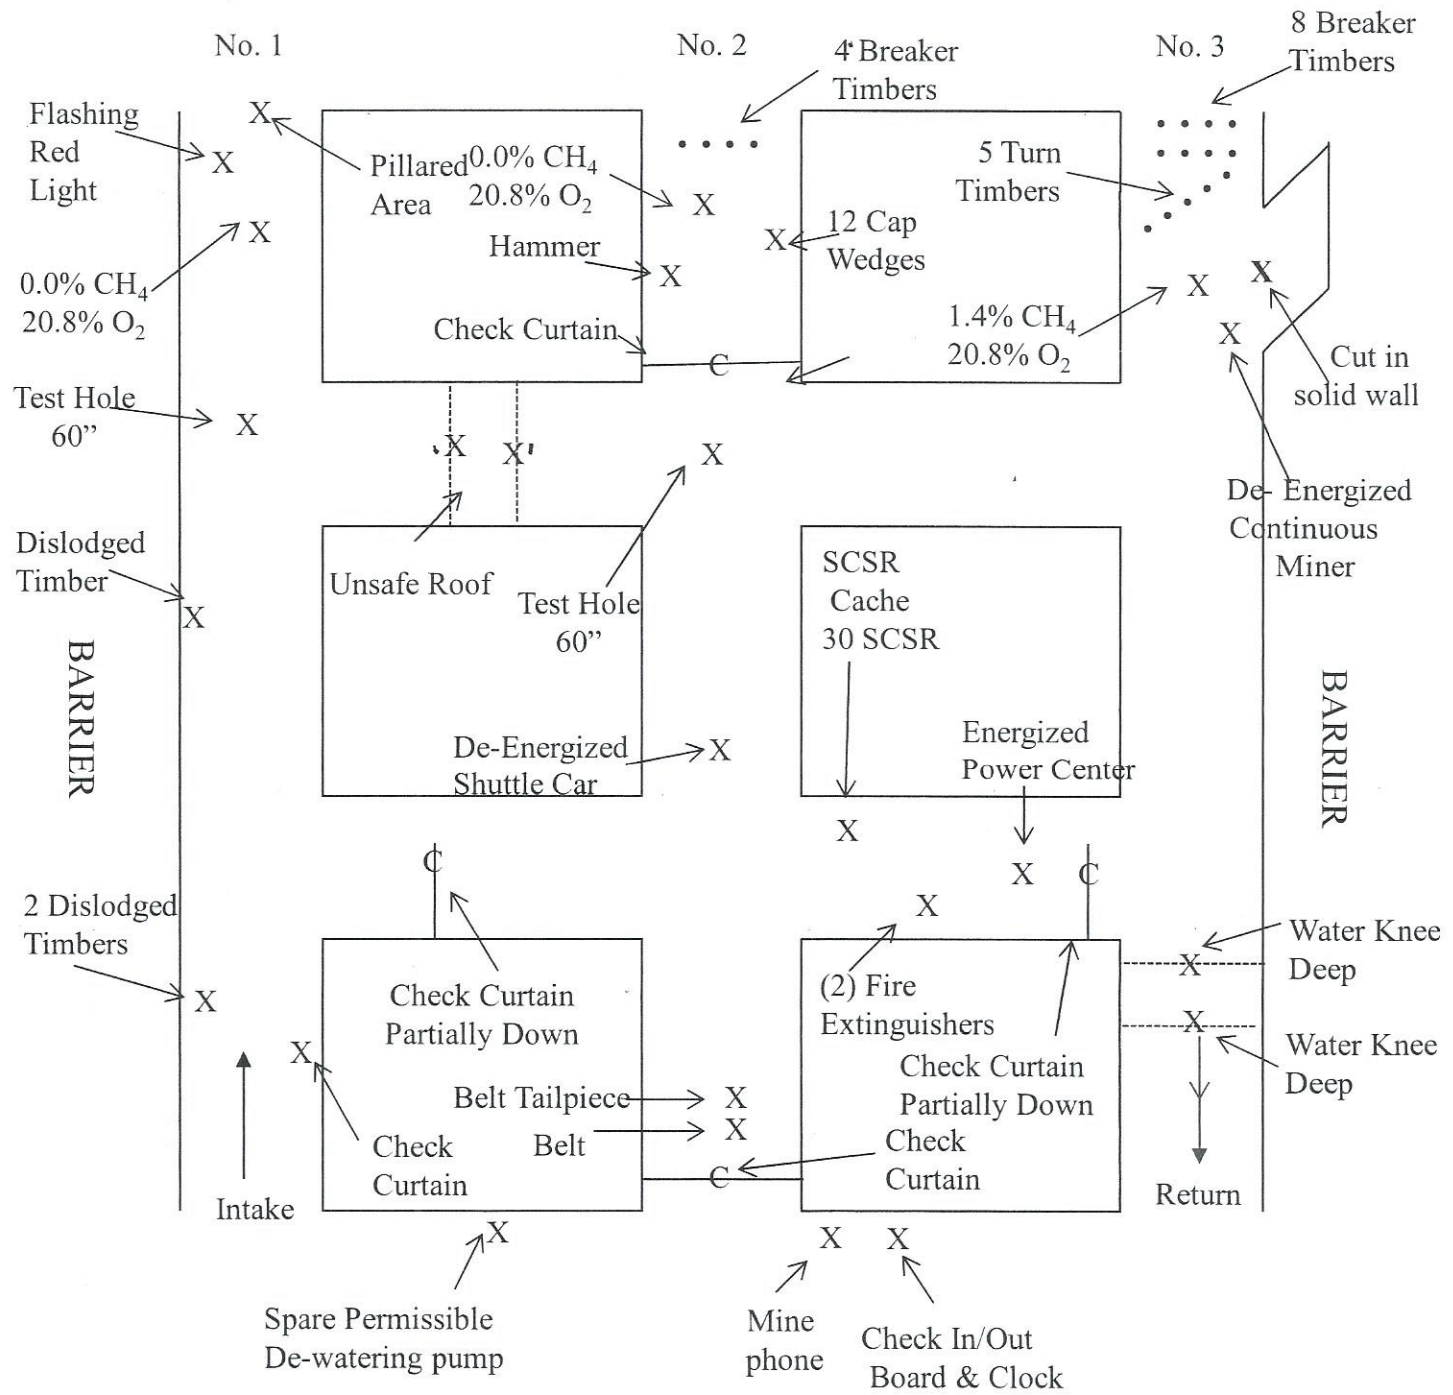 No. 1
No. 2
No. 3
4 Breaker
Timbers
8 Breaker
Timbers
Flashing
Red
Light
X
X
Pillared
Area
0.0% CH4
20.8% O2
X
5 Turn
Timbers
X
0.0% CH4
20.8% O2
Hammer
X
X
12 Cap
Wedges
X
X
X
1.4% CH4
20.8% O2
Check Curtain
C
Cut in
solid wall
Test Hole
60”
X
X
X
X
De- Energized
Continuous
Miner
Dislodged
Timber
X
Unsafe Roof
Test Hole
60”
SCSR
Cache
30 SCSR
BARRIER
BARRIER
De-Energized
Shuttle Car
X
Energized
Power Center
X
X
C
C
2 Dislodged
Timbers
X
X
Water Knee
Deep
X
Check Curtain
Partially Down
(2) Fire
Extinguishers
X
Water Knee
Deep
X
Check Curtain
Partially Down
Belt Tailpiece
X
Belt
X
Check
Curtain
Check
Curtain
C
Intake
Return
X
X
X
Spare Permissible
De-watering pump
Mine
phone
Check In/Out
Board & Clock